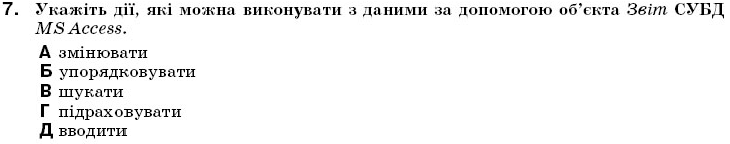 7. Укажіть дії, які можна виконувати з даними за допомогою об’єкта Звіт СУБД
MS Access.
А змінювати
Б упорядковувати
В шукати
Г підраховувати
Д вводити